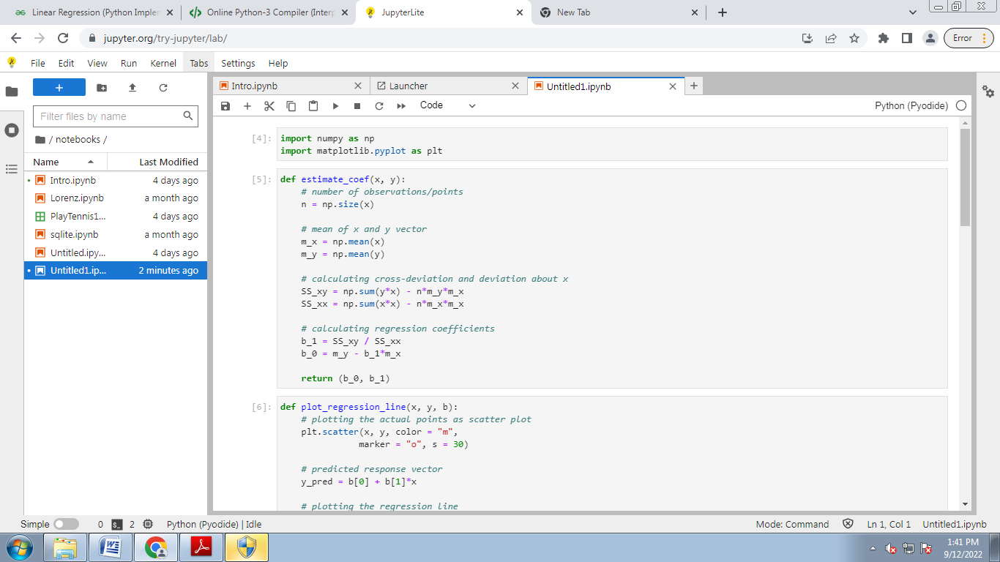 Linear Regression (Python Implem
Online Python-3 Compiler (Interp
JupyterLite
New Tab
jupyter.org/try-jupyter/lab/
Error
File Edit View Run Kernel Tabs Settings Help
+
Filter files by name
/ notebooks /
Name Last Modified
Intro.ipynb 4 days ago
Lorenz.ipynb a month ago
PlayTennis1... 4 days ago
sqlite.ipynb a month ago
Untitled.ipy... 4 days ago
Untitled1.ip... 2 minutes ago
Intro.ipynb
Launcher
Untitled1.ipynb
Code
Python (Pyodide)
[4]:
import numpy as np
import matplotlib.pyplot as plt
[5]:
def estimate_coef(x, y):
# number of observations/points
n = np.size(x)
# mean of x and y vector
m_x = np.mean(x)
m_y = np.mean(y)
# calculating cross-deviation and deviation about x
SS_xy = np.sum(y*x) - n*m_y*m_x
SS_xx = np.sum(x*x) - n*m_x*m_x
# calculating regression coefficients
b_1 = SS_xy / SS_xx
b_0 = m_y - b_1*m_x
return (b_0, b_1)
[6]:
def plot_regression_line(x, y, b):
# plotting the actual points as scatter plot
plt.scatter(x, y, color = "m",
marker = "o", s = 30)
# predicted response vector
y_pred = b[0] + b[1]*x
# plotting the regression line
Simple 0 $_ 2 Python (Pyodide) | Idle
Mode: Command Ln 1, Col 1 Untitled1.ipynb
1:41 PM
9/12/2022